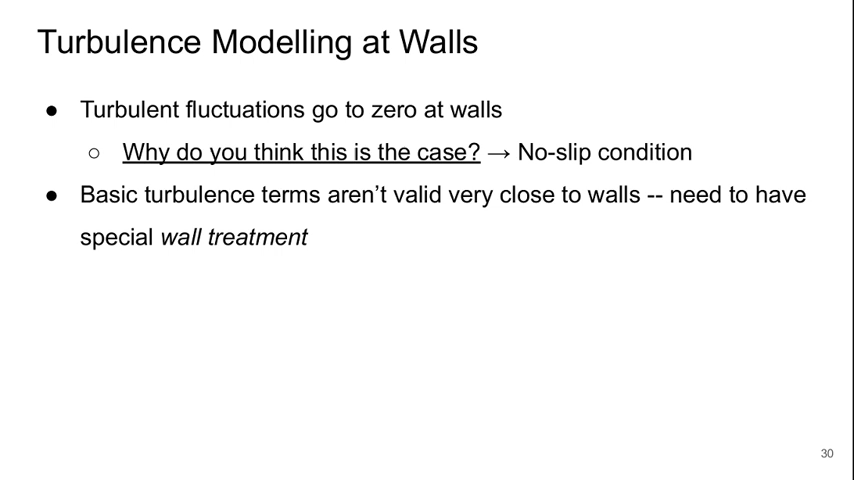 Turbulence Modelling at Walls
● Turbulent fluctuations go to zero at walls
○ Why do you think this is the case? → No-slip condition
● Basic turbulence terms aren’t valid very close to walls -- need to have
special wall treatment
30